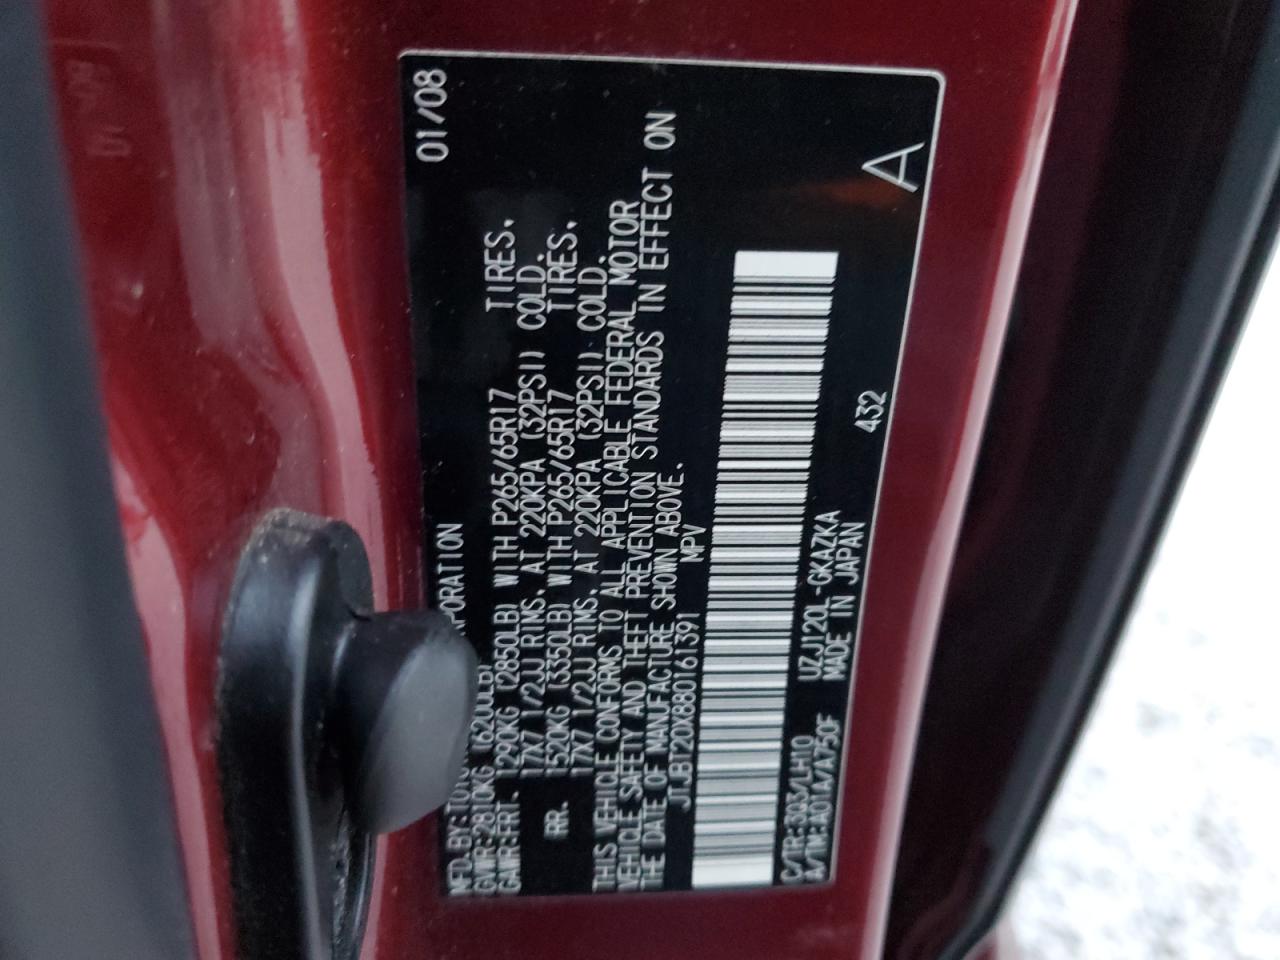 01/08
MFD.BY:
GVWR:2810KG (6200LB)
GAWR:FRT. 1290KG (2850LB) WITH P265/65R17 TIRES,
17X7 1/2JJ RIMS, AT 220KPA (32PSI) COLD.
RR. 1520KG (3350LB) WITH P265/65R17 TIRES,
17X7 1/2JJ RIMS, AT 220KPA (32PSI) COLD.
THIS VEHICLE CONFORMS TO ALL APPLICABLE FEDERAL MOTOR
VEHICLE SAFETY AND THEFT PREVENTION STANDARDS IN EFFECT ON
THE DATE OF MANUFACTURE SHOWN ABOVE.
JTJBT20X880161391 MPV
C/TR:3Q3/LH10 UZJ120L-GKAZKA
A/TM:A01A/A750F MADE IN JAPAN
432
A